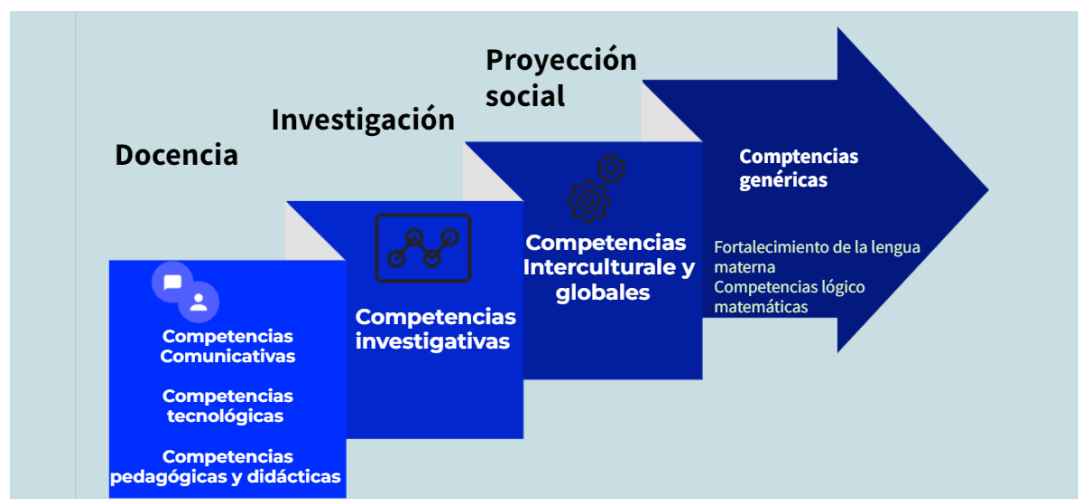 Docencia
Competencias
Comunicativas
Competencias
tecnológicas
Competencias
pedagógicas y didácticas
Investigación
Competencias
investigativas
Proyección
social
Competencias
Interculturale y
globales
Comptencias
genéricas
Fortalecimiento de la lengua
materna
Competencias lógico
matemáticas